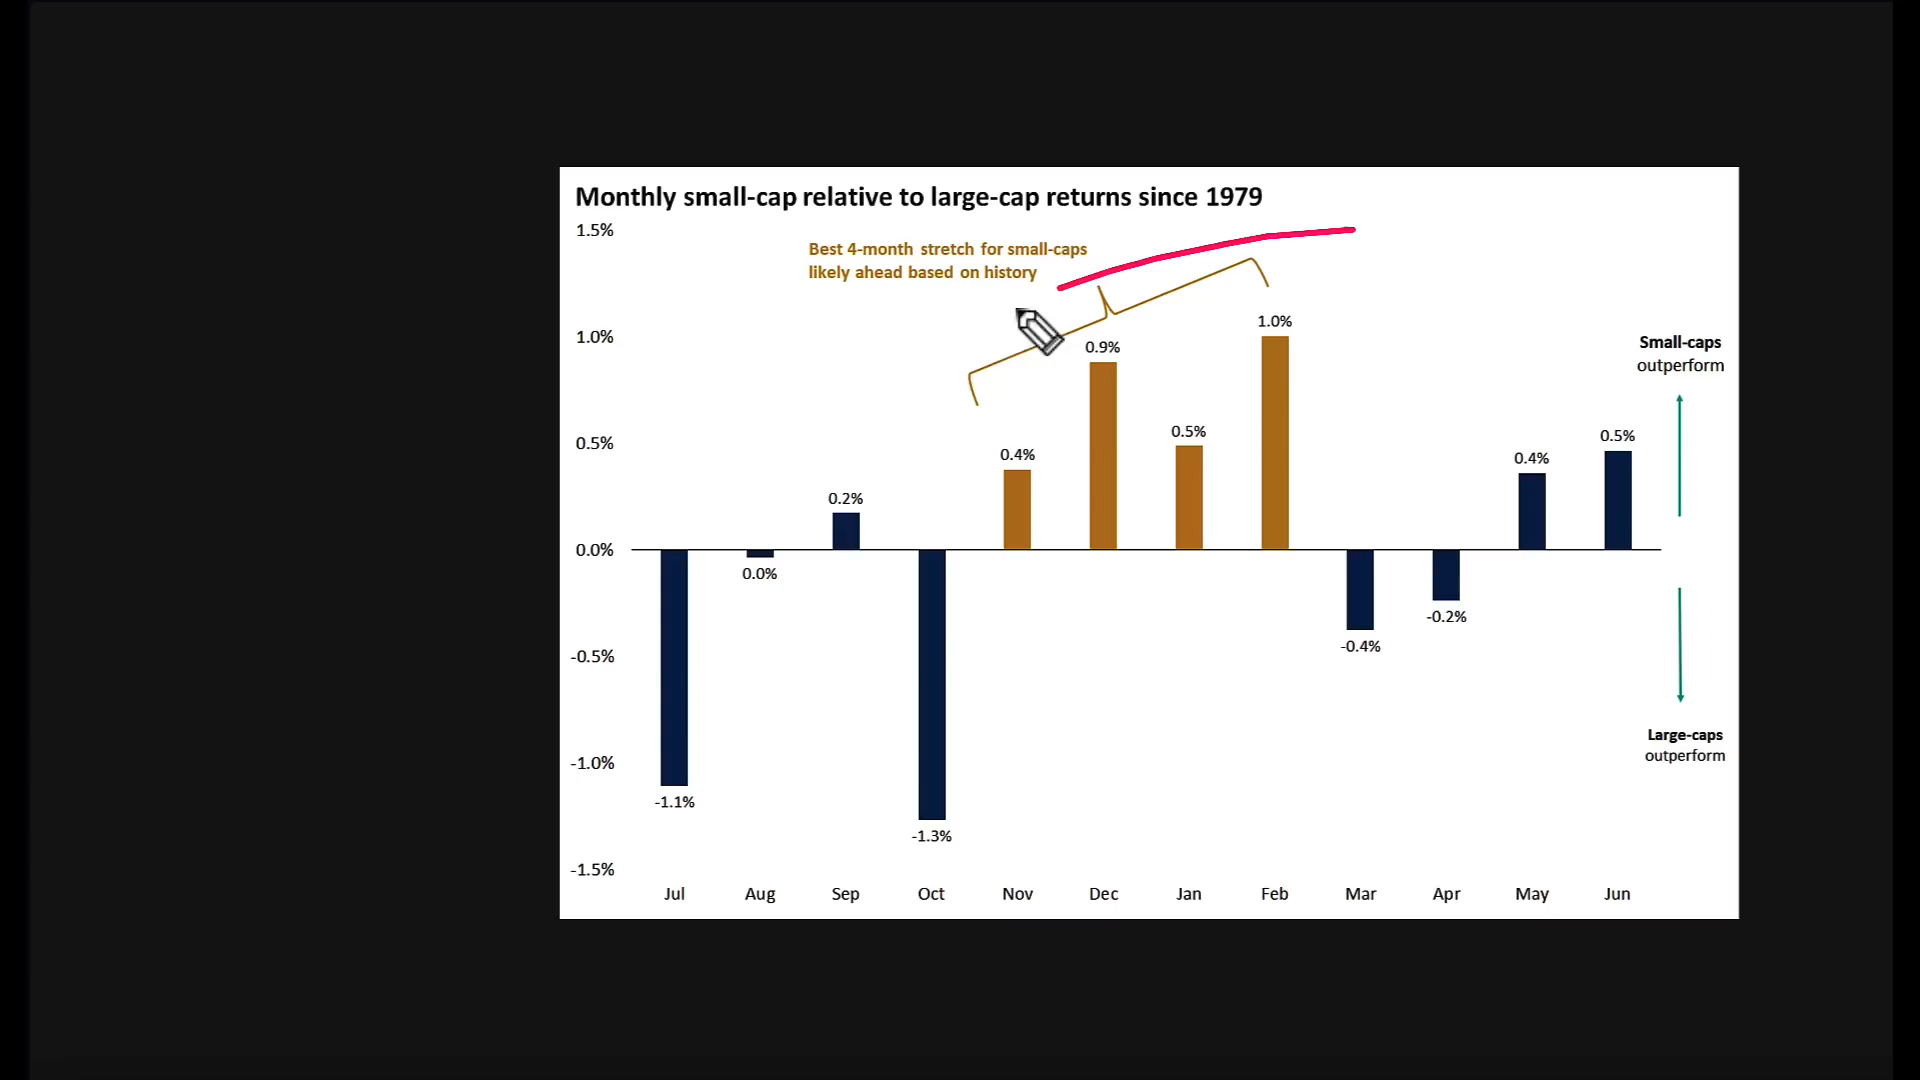 Monthly small-cap relative to large-cap returns since 1979
1.5%
Best 4-month stretch for small-caps
likely ahead based on history
1.0%
0.5%
0.0%
-0.5%
-1.0%
-1.5%
-1.1%
0.0%
0.2%
-1.3%
0.4%
0.9%
0.5%
1.0%
-0.4%
-0.2%
0.4%
0.5%
Small-caps
outperform
Large-caps
outperform
Jul Aug Sep Oct Nov Dec Jan Feb Mar Apr May Jun